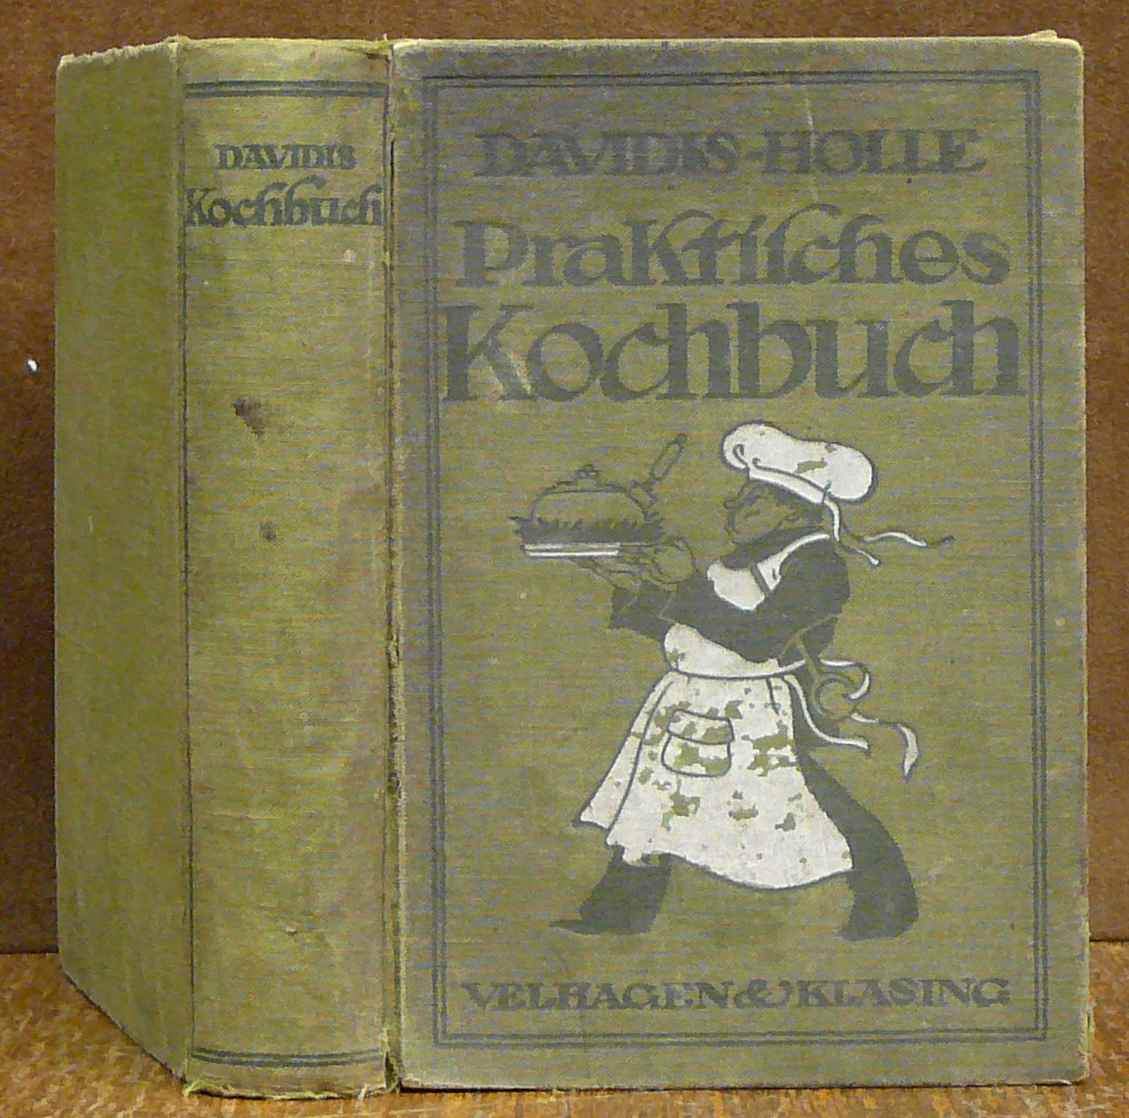 DAVIDIS
Kochbuch
DAVIDIS-HOLLE
Praktiſches
Kochbuch
VELHAGEN & KLASING